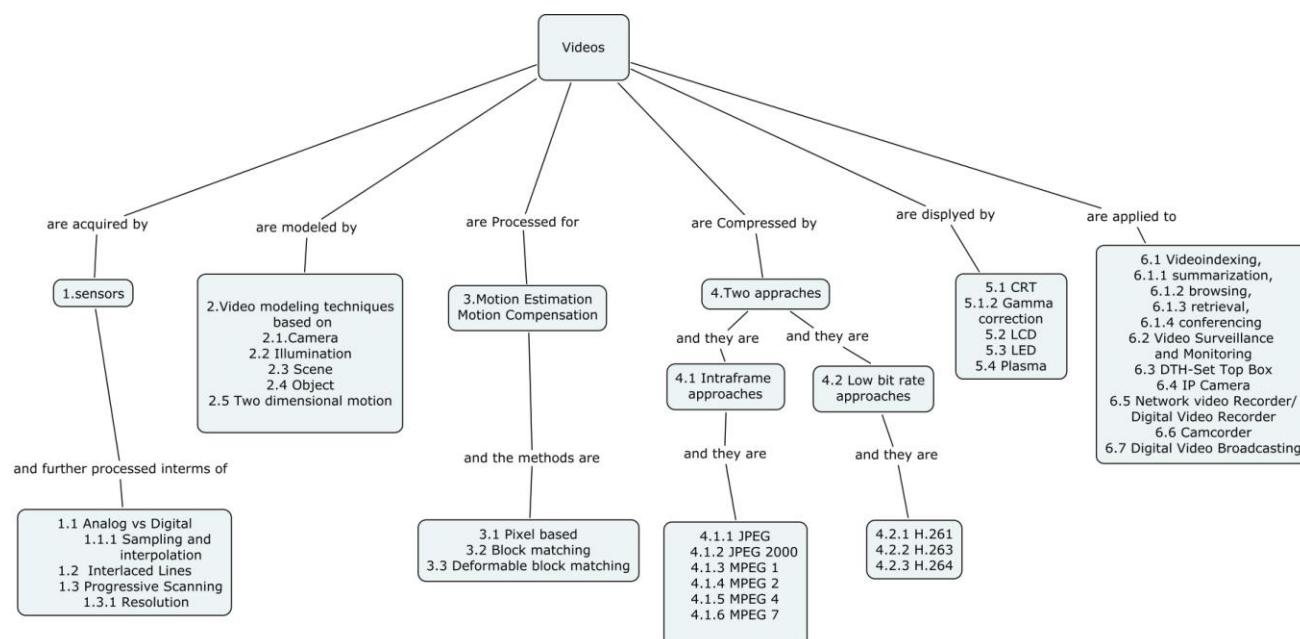 Videos
are acquired by
1.sensors
and further processed interms of
1.1 Analog vs Digital
1.1.1 Sampling and
interpolation
1.2 Interlaced Lines
1.3 Progressive Scanning
1.3.1 Resolution
are modeled by
2.Video modeling techniques
based on
2.1.Camera
2.2 Illumination
2.3 Scene
2.4 Object
2.5 Two dimensional motion
are Processed for
3.Motion Estimation
Motion Compensation
and the methods are
3.1 Pixel based
3.2 Block matching
3.3 Deformable block matching
are Compressed by
4.Two appraches
and they are
4.1 Intraframe
approaches
and they are
4.1.1 JPEG
4.1.2 JPEG 2000
4.1.3 MPEG 1
4.1.4 MPEG 2
4.1.5 MPEG 4
4.1.6 MPEG 7
and they are
4.2 Low bit rate
approaches
and they are
4.2.1 H.261
4.2.2 H.263
4.2.3 H.264
are displyed by
5.1 CRT
5.1.2 Gamma
correction
5.2 LCD
5.3 LED
5.4 Plasma
are applied to
6.1 Videoindexing,
6.1.1 summarization,
6.1.2 browsing,
6.1.3 retrieval,
6.1.4 conferencing
6.2 Video Surveillance
and Monitoring
6.3 DTH-Set Top Box
6.4 IP Camera
6.5 Network video Recorder/
Digital Video Recorder
6.6 Camcorder
6.7 Digital Video Broadcasting